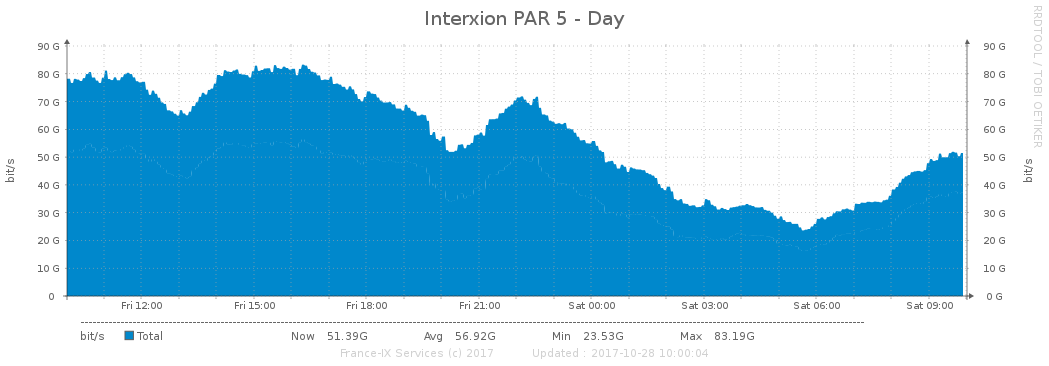 Interxion PAR 5 - Day
RRDTOOL / TOBI OETIKER
90 G 90 G
80 G 80 G
70 G 70 G
60 G 60 G
50 G 50 G
40 G 40 G
30 G 30 G
20 G 20 G
10 G 10 G
0 0 G
bit/s
bit/s
Fri 12:00 Fri 15:00 Fri 18:00 Fri 21:00 Sat 00:00 Sat 03:00 Sat 06:00 Sat 09:00
bit/s Total Now 51.39G Avg 56.92G Min 23.53G Max 83.19G
France-IX Services (c) 2017 Updated : 2017-10-28 10:00:04